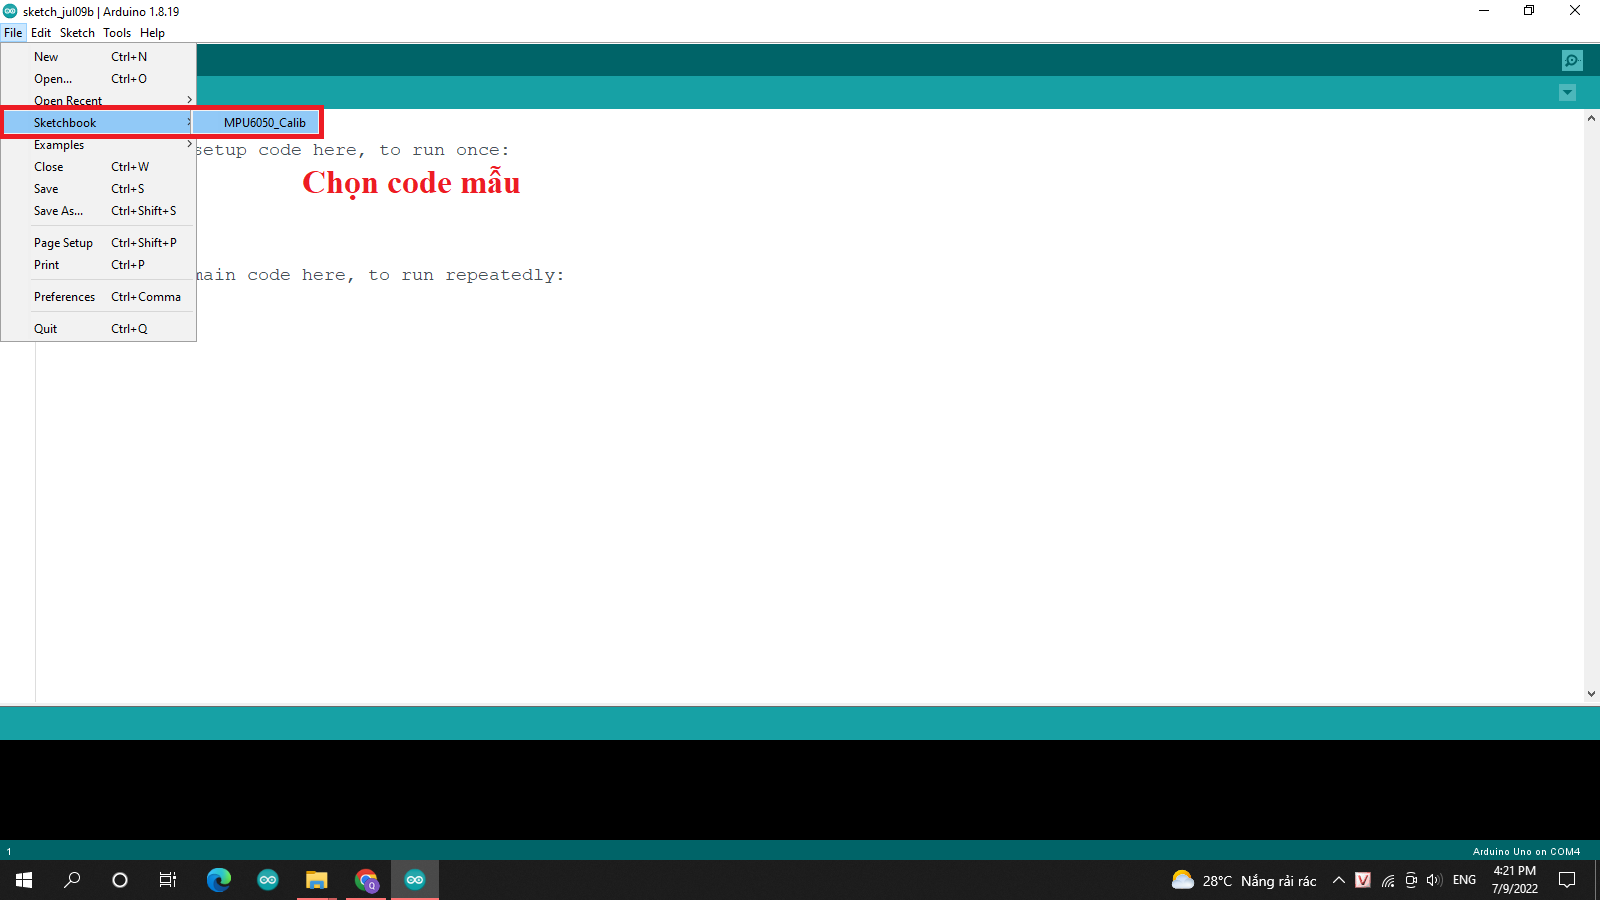 sketch_jul09b | Arduino 1.8.19
File Edit Sketch Tools Help
New Ctrl+N
Open... Ctrl+O
Open Recent
Sketchbook
MPU6050_Calib
Examples
Close Ctrl+W
Save Ctrl+S
Save As... Ctrl+Shift+S
Page Setup Ctrl+Shift+P
Print Ctrl+P
Preferences Ctrl+Comma
Quit Ctrl+Q
setup code here, to run once:
Chọn code mẫu
main code here, to run repeatedly:
1
Arduino Uno on COM4
28°C Nắng rải rác
V
ENG
4:21 PM
7/9/2022
Q